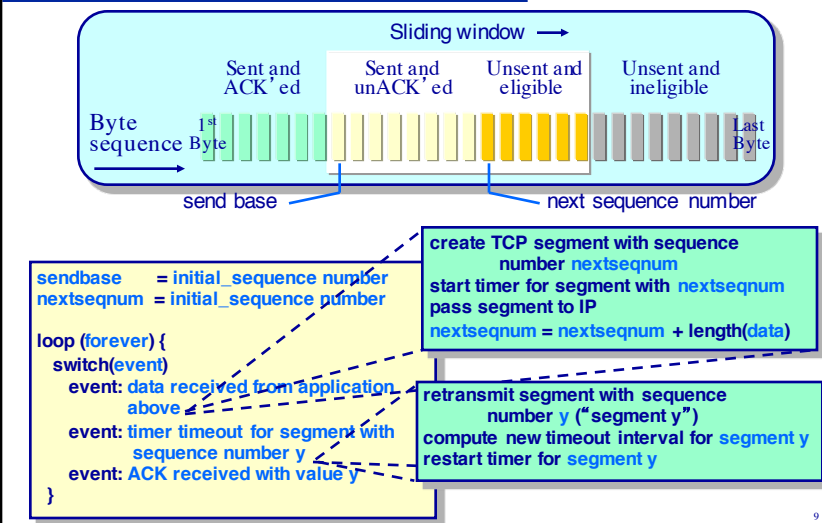 Sliding window
Sent and
ACK’ed
Sent and
unACK’ed
Unsent and
eligible
Unsent and
ineligible
Byte
sequence
1st
Byte
Last
Byte
send base
next sequence number
sendbase = initial_sequence number
nextseqnum = initial_sequence number
loop (forever) {
switch(event)
event: data received from application
above
event: timer timeout for segment with
sequence number y
event: ACK received with value y
}
create TCP segment with sequence
number nextseqnum
start timer for segment with nextseqnum
pass segment to IP
nextseqnum = nextseqnum + length(data)
retransmit segment with sequence
number y (“segment y”)
compute new timeout interval for segment y
restart timer for segment y
9